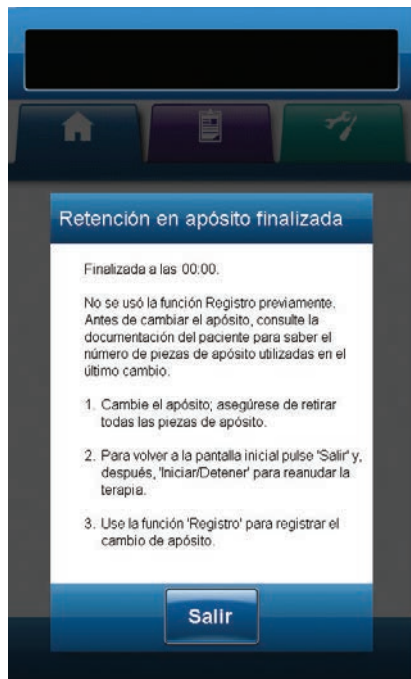 Retención en apósito finalizada
Finalizada a las 00:00.
No se usó la función Registro previamente.
Antes de cambiar el apósito, consulte la
documentación del paciente para saber el
número de piezas de apósito utilizadas en el
último cambio.
1. Cambie el apósito; asegúrese de retirar
todas las piezas de apósito.
2. Para volver a la pantalla inicial pulse 'Salir' y,
después, 'Iniciar/Detener' para reanudar la
terapia.
3. Use la función 'Registro' para registrar el
cambio de apósito.
Salir